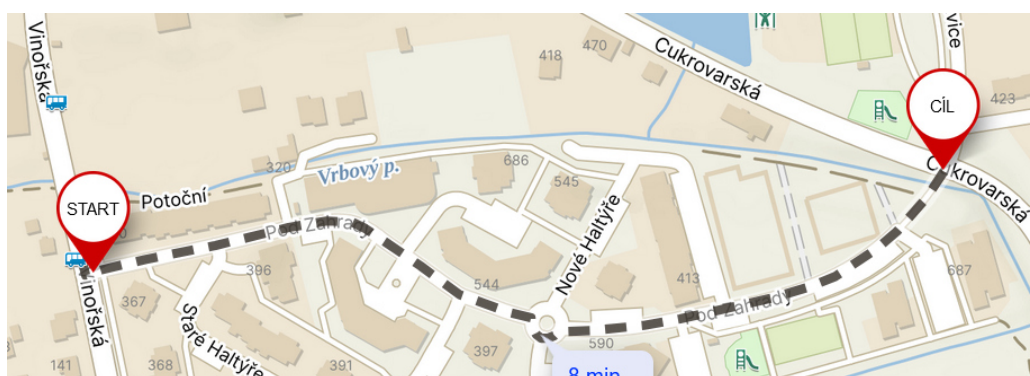 Vinořská
418
470
Cukrovarská
vice
CÍL
423
320
Vrbový p.
686
545
Cukrovarská
START
Potoční
Pod Zahrady
Nové Haltýře
396
544
413
687
Vinořská
367
Staré Haltýře
Pod Zahrady
141
368
391
397
590
8 min